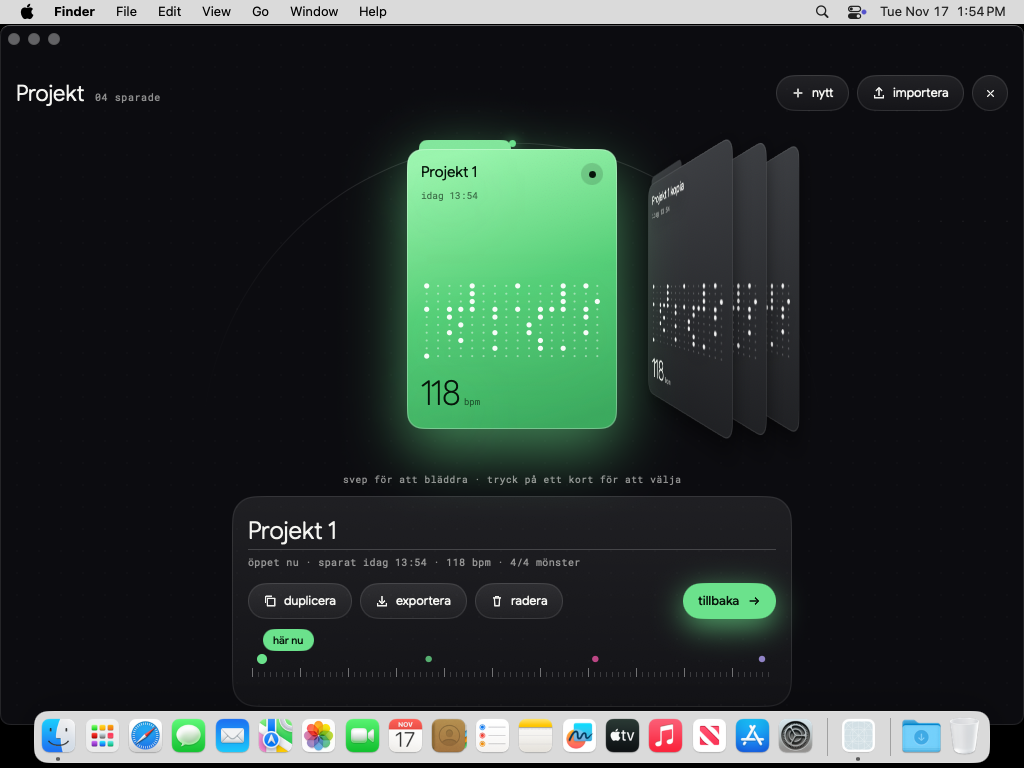 Finder File Edit View Go Window Help Tue Nov 17 1:54 PM
Projekt 04 sparade
nytt importera
Projekt 1
idag 13:54
118 bpm
Projekt 1 kopia
118
svep för att bläddra · tryck på ett kort för att välja
Projekt 1
öppet nu · sparat idag 13:54 · 118 bpm · 4/4 mönster
duplicera exportera radera tillbaka
här nu
NOV
17
tv